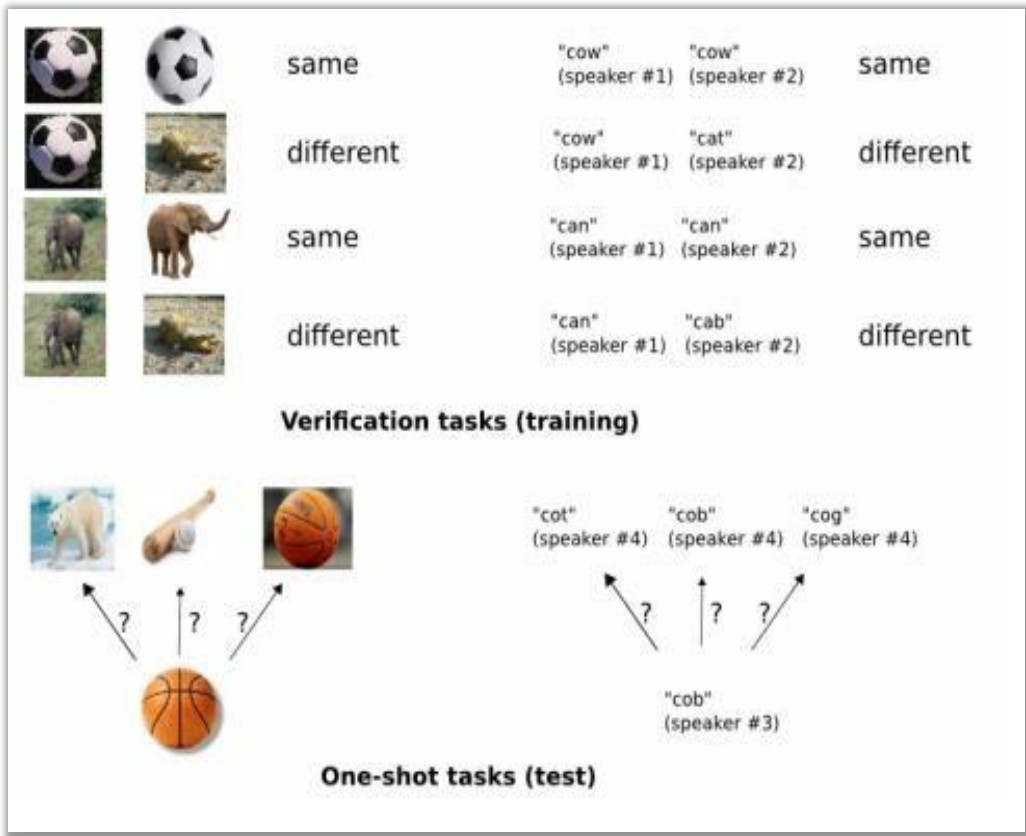 same
"cow" "cow"
(speaker #1) (speaker #2)
same
different
"cow" "cat"
(speaker #1) (speaker #2)
different
same
"can" "can"
(speaker #1) (speaker #2)
same
different
"can" "cab"
(speaker #1) (speaker #2)
different
Verification tasks (training)
"cot" "cob" "cog"
(speaker #4) (speaker #4) (speaker #4)
? ? ?
? ? ?
"cob"
(speaker #3)
One-shot tasks (test)